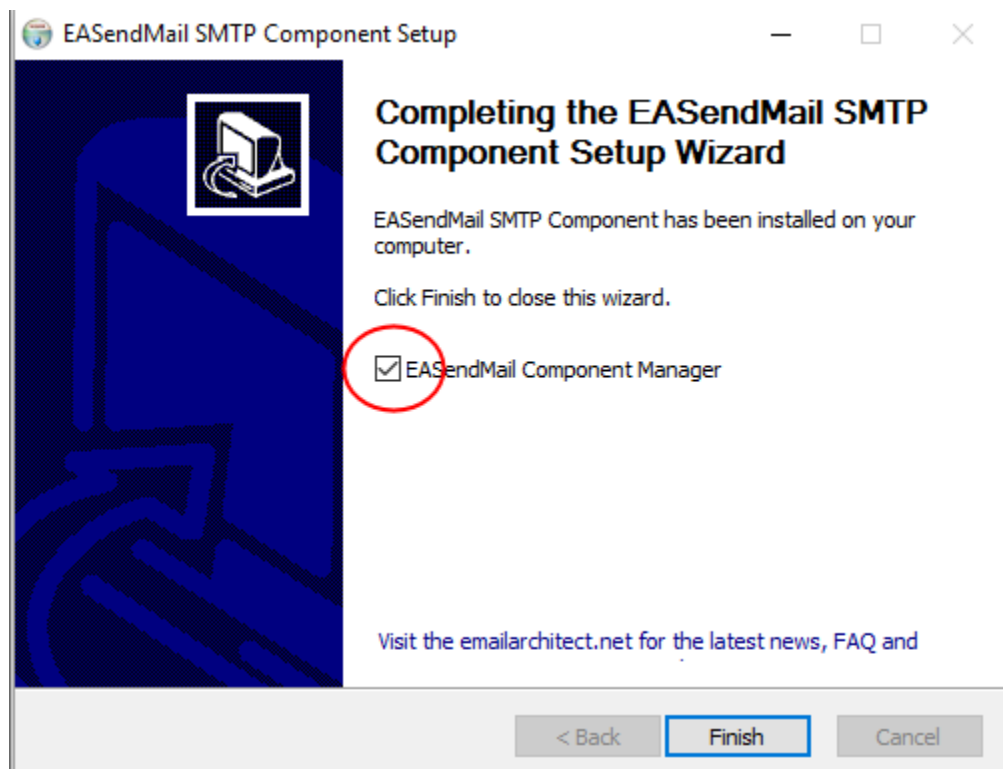 EASendMail SMTP Component Setup
Completing the EASendMail SMTP
Component Setup Wizard
EASendMail SMTP Component has been installed on your
computer.
Click Finish to close this wizard.
EASendMail Component Manager
Visit the emailarchitect.net for the latest news, FAQ and
< Back
Finish
Cancel